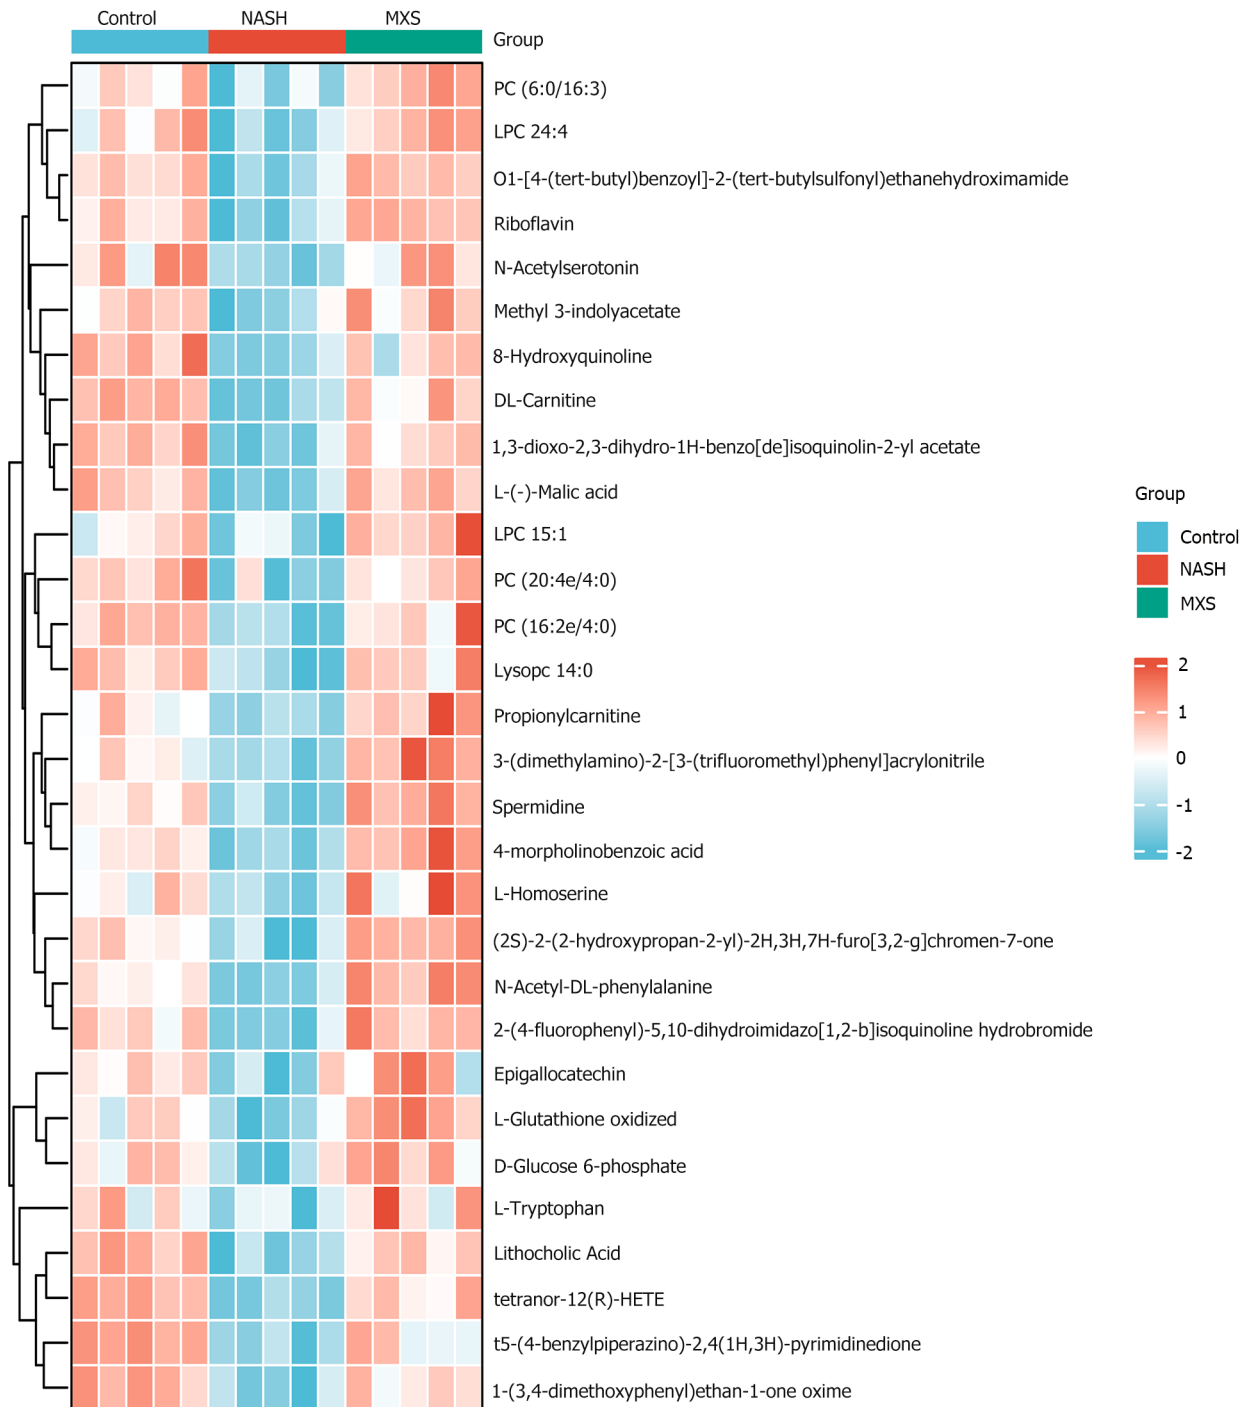 Control NASH MXS
Group
PC (6:0/16:3)
LPC 24:4
O1-[4-(tert-butyl)benzoyl]-2-(tert-butylsulfonyl)ethanehydroximamide
Riboflavin
N-Acetylserotonin
Methyl 3-indolyacetate
8-Hydroxyquinoline
DL-Carnitine
1,3-dioxo-2,3-dihydro-1H-benzo[de]isoquinolin-2-yl acetate
L-(-)-Malic acid
LPC 15:1
PC (20:4e/4:0)
PC (16:2e/4:0)
Lysopc 14:0
Propionylcarnitine
3-(dimethylamino)-2-[3-(trifluoromethyl)phenyl]acrylonitrile
Spermidine
4-morpholinobenzoic acid
L-Homoserine
(2S)-2-(2-hydroxypropan-2-yl)-2H,3H,7H-furo[3,2-g]chromen-7-one
N-Acetyl-DL-phenylalanine
2-(4-fluorophenyl)-5,10-dihydroimidazo[1,2-b]isoquinoline hydrobromide
Epigallocatechin
L-Glutathione oxidized
D-Glucose 6-phosphate
L-Tryptophan
Lithocholic Acid
tetranor-12(R)-HETE
t5-(4-benzylpiperazino)-2,4(1H,3H)-pyrimidinedione
1-(3,4-dimethoxyphenyl)ethan-1-one oxime
Group
Control
NASH
MXS
2
1
0
-1
-2